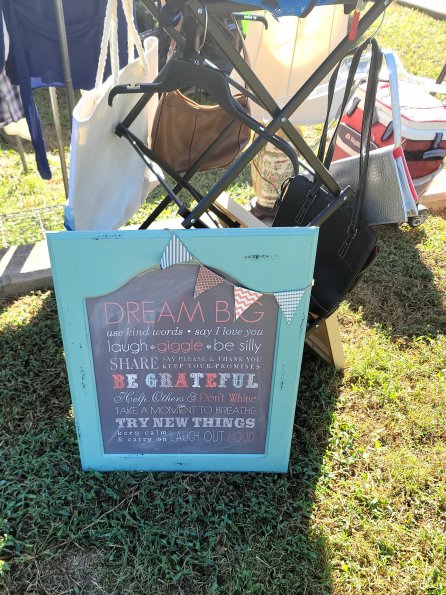 DREAM BIG
use kind words • say I love you
laugh • giggle • be silly
SHARE SAY PLEASE & THANK YOU
KEEP YOUR PROMISES
BE GRATEFUL
Help Others & Don't Whine
TAKE A MOMENT TO BREATHE
TRY NEW THINGS
keep calm
& carry on LAUGH OUT LOUD